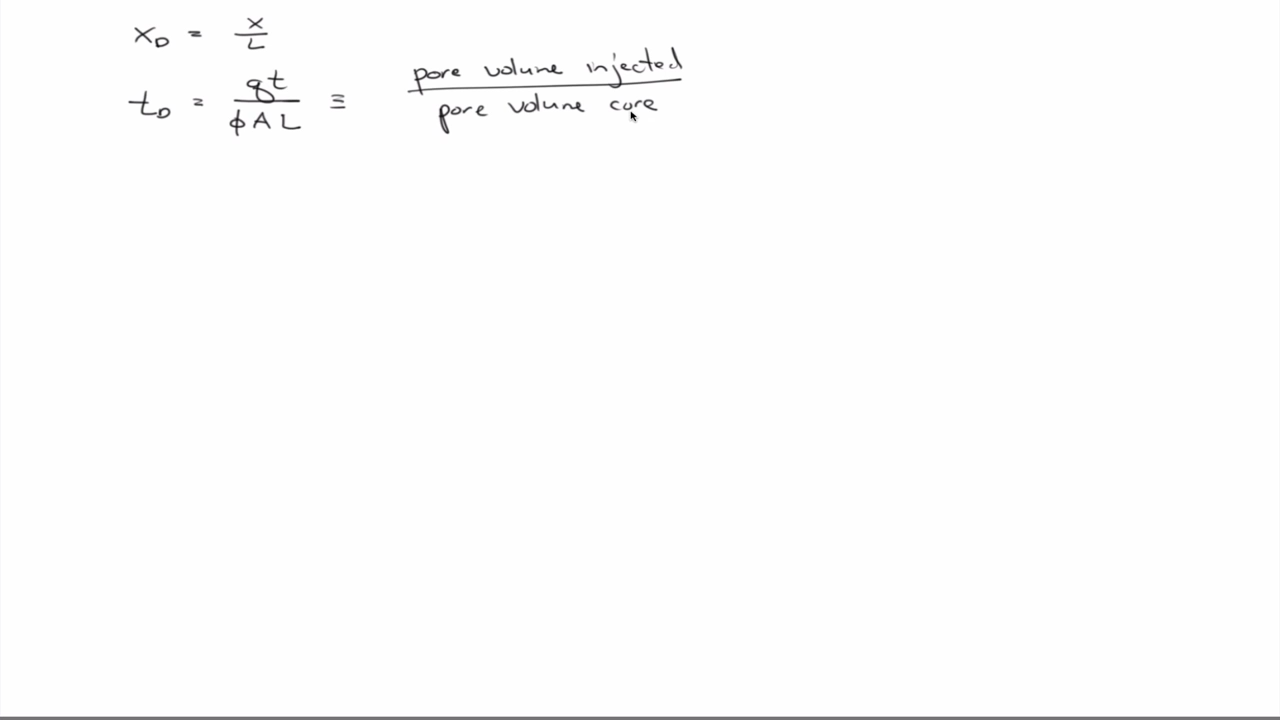 x_D = x/L
t_D = qt/ϕAL ≡ pore volume injected / pore volume core